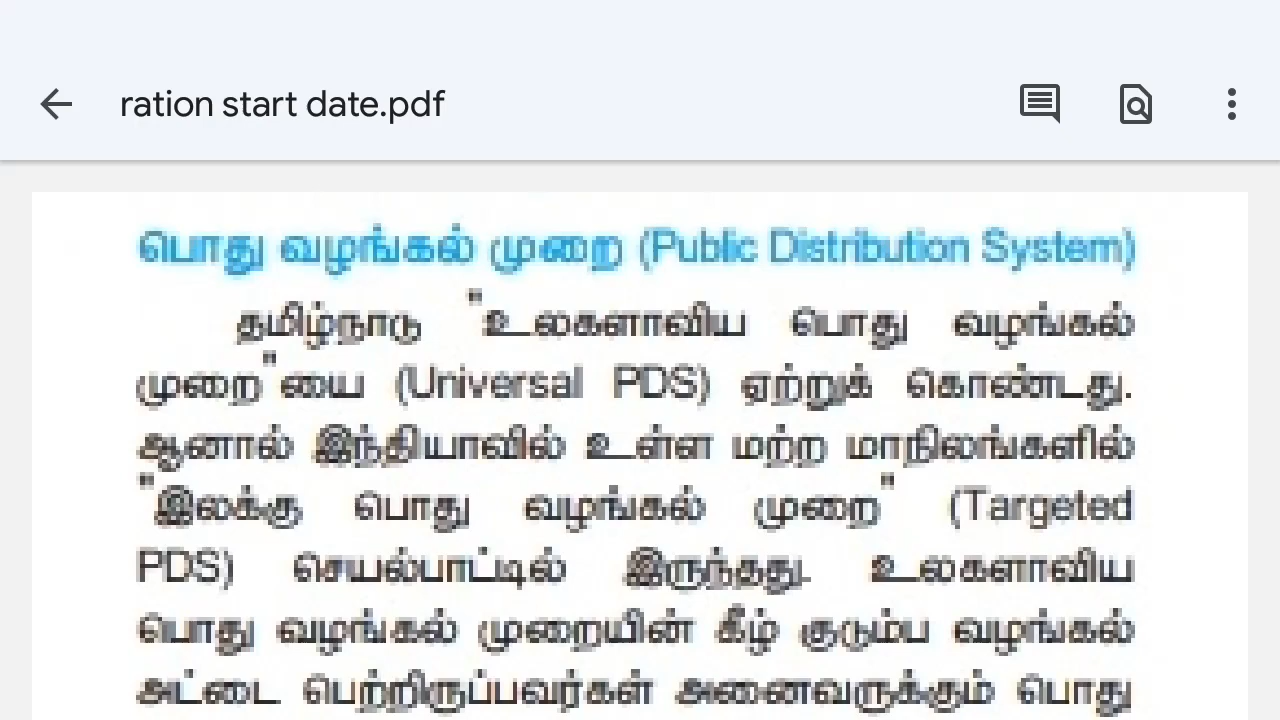 ration start date.pdf
பொது வழங்கல் முறை (Public Distribution System)
தமிழ்நாடு "உலகளாவிய பொது வழங்கல்
முறை"யை (Universal PDS) ஏற்றுக் கொண்டது.
ஆனால் இந்தியாவில் உள்ள மற்ற மாநிலங்களில்
"இலக்கு பொது வழங்கல் முறை" (Targeted
PDS) செயல்பாட்டில் இருந்தது. உலகளாவிய
பொது வழங்கல் முறையின் கீழ் குடும்ப வழங்கல்
அட்டை பெற்றிருப்பவர்கள் அனைவருக்கும் பொது